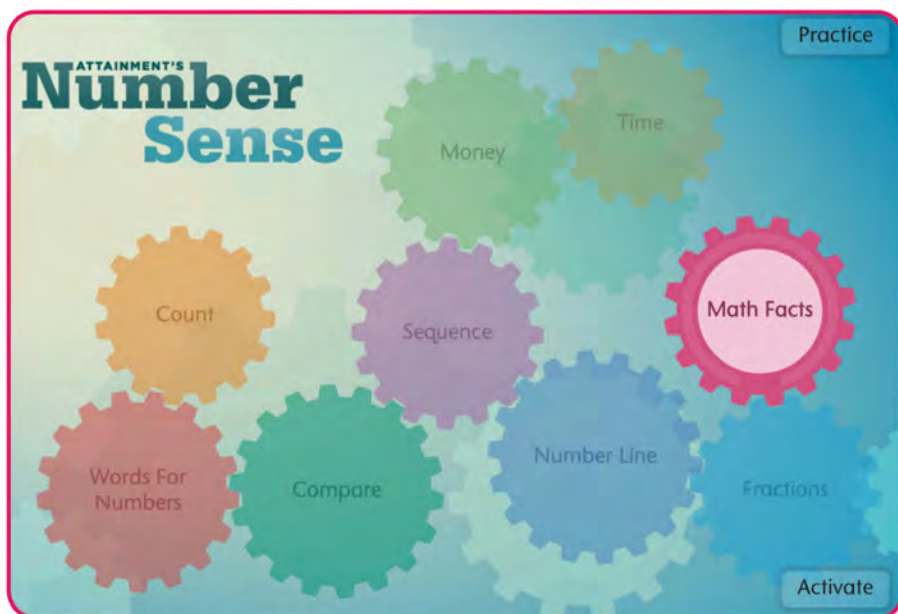 Practice
ATTAINMENT'S
Number
Sense
Money
Time
Count
Sequence
Math Facts
Words For
Numbers
Compare
Number Line
Fractions
Activate